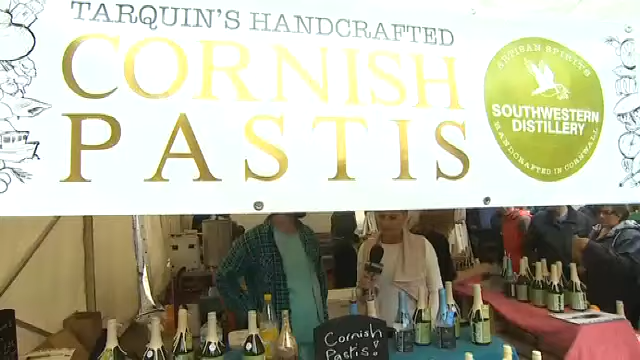 TARQUIN'S HANDCRAFTED
CORNISH
PASTIS
ARTISAN SPIRITS
SOUTHWESTERN
DISTILLERY
HANDCRAFTED IN CORNWALL
Cornish
Pastis!